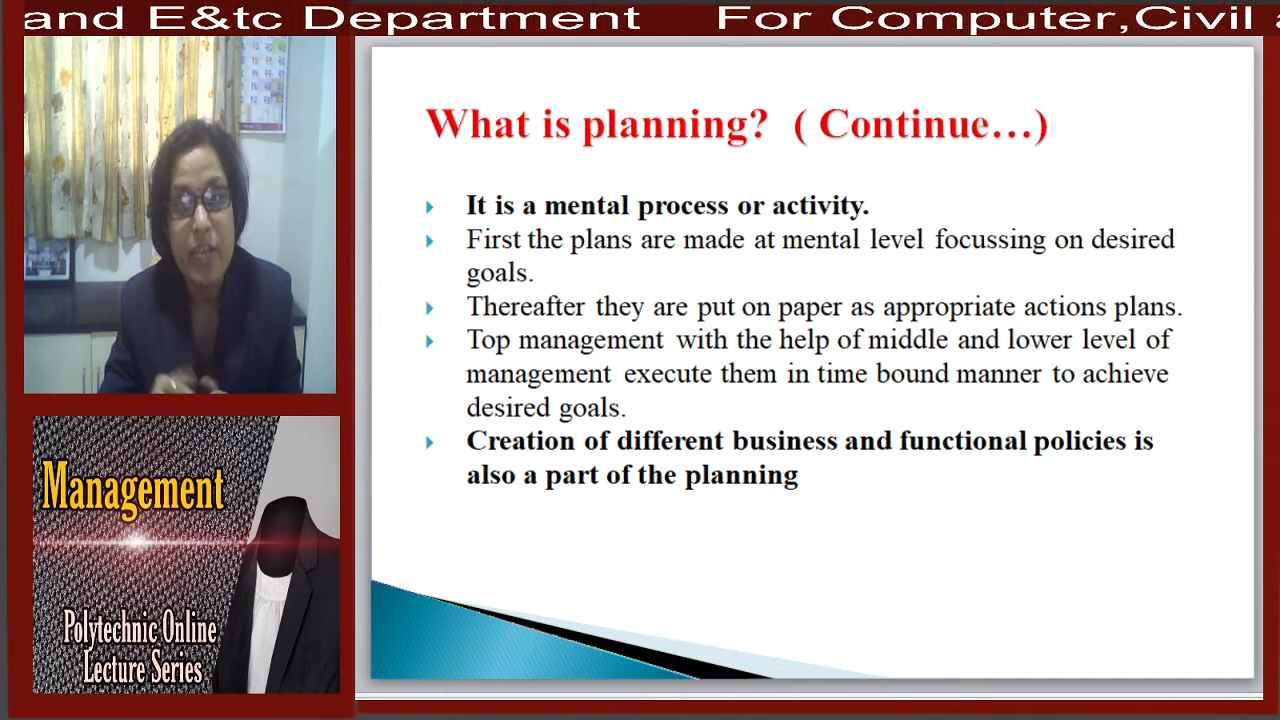 and E&tc Department For Computer,Civil
What is planning? ( Continue...)
It is a mental process or activity.
First the plans are made at mental level focussing on desired
goals.
Thereafter they are put on paper as appropriate actions plans.
Top management with the help of middle and lower level of
management execute them in time bound manner to achieve
desired goals.
Creation of different business and functional policies is
also a part of the planning
Management
Polytechnic Online
Lecture Series